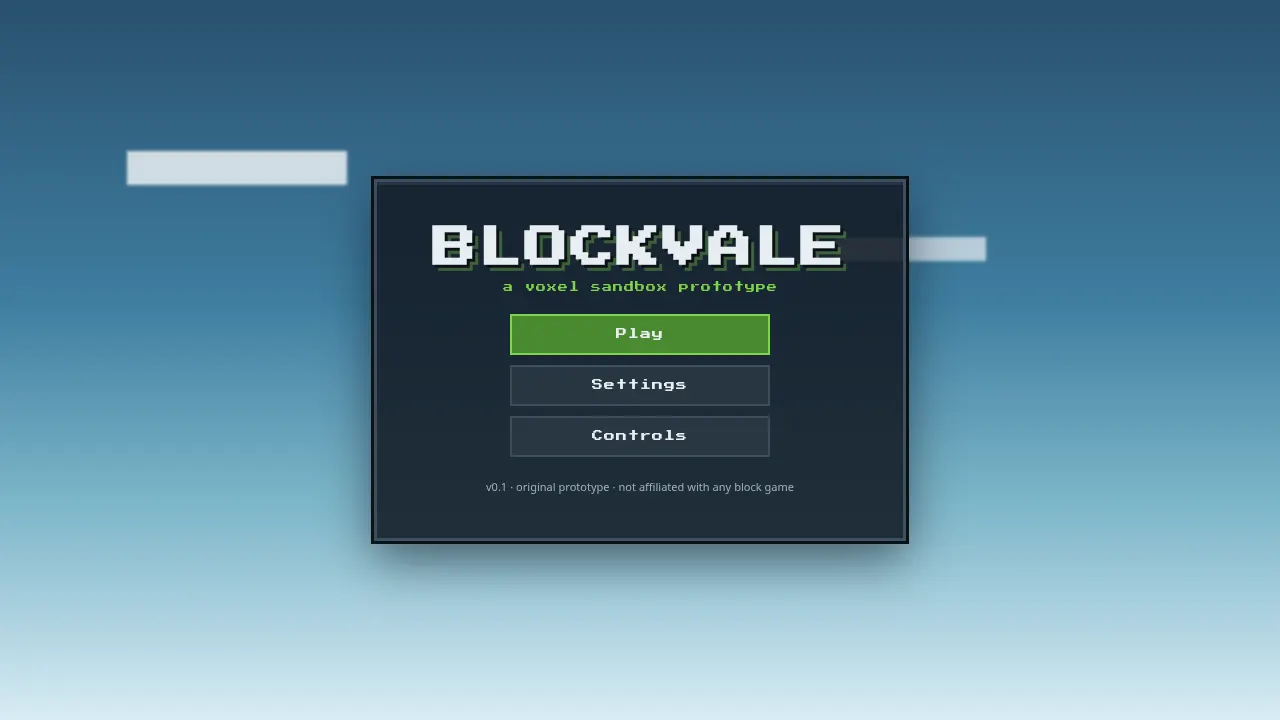 BLOCKVALE
a voxel sandbox prototype
Play
Settings
Controls
v0.1 · original prototype · not affiliated with any block game